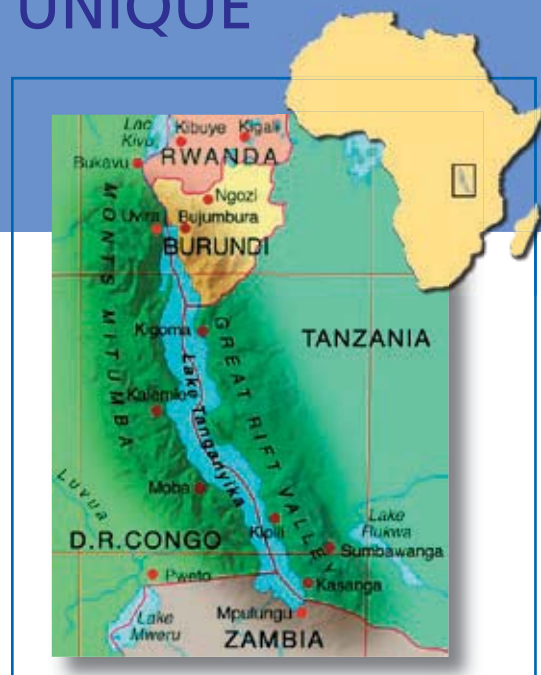 UNIQUE
Lac
Kivu
Kibuye
Kigali
Bukavu
RWANDA
Ngozi
Uvira
Bujumbura
BURUNDI
MONTS MITUMBA
Kigoma
GREAT RIFT VALLEY
TANZANIA
Lake Tanganyika
Kalémie
Luvua
Moba
Kipili
Lake
Rukwa
D.R.CONGO
Sumbawanga
Pweto
Kasanga
Lake
Mweru
Mpulungu
ZAMBIA